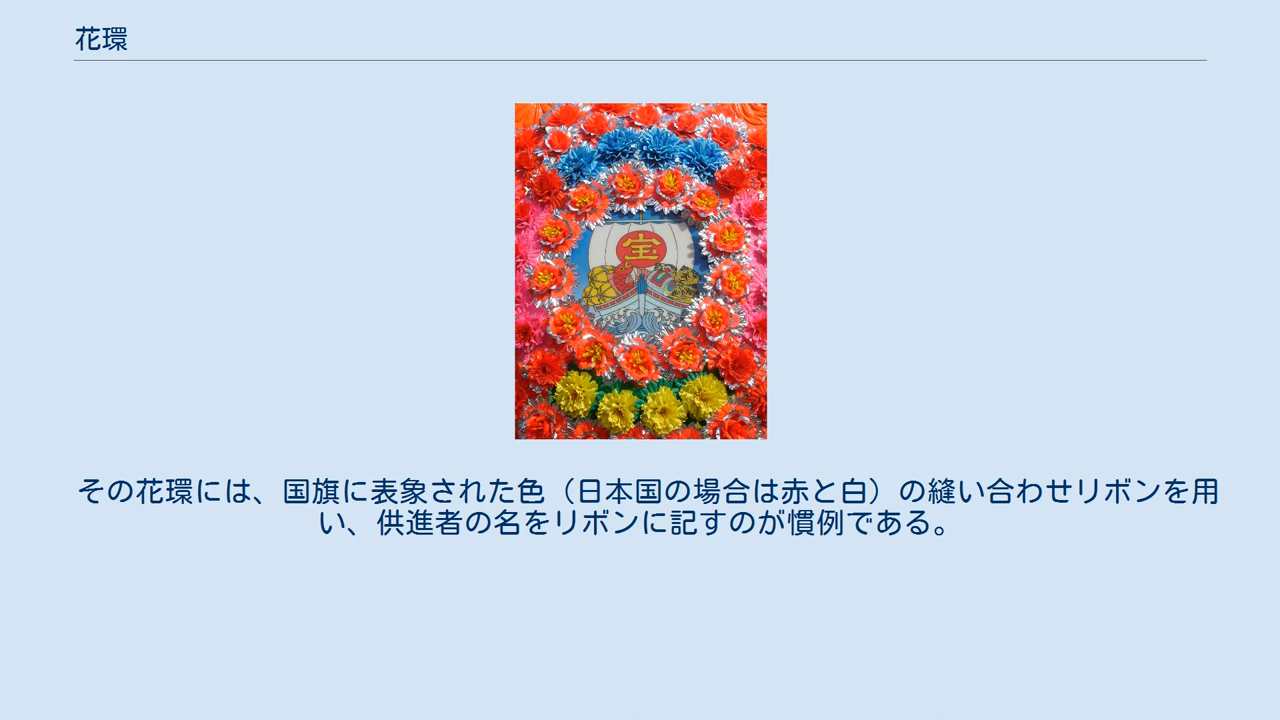 花環
宝
その花環には、国旗に表象された色（日本国の場合は赤と白）の縫い合わせリボンを用
い、供進者の名をリボンに記すのが慣例である。